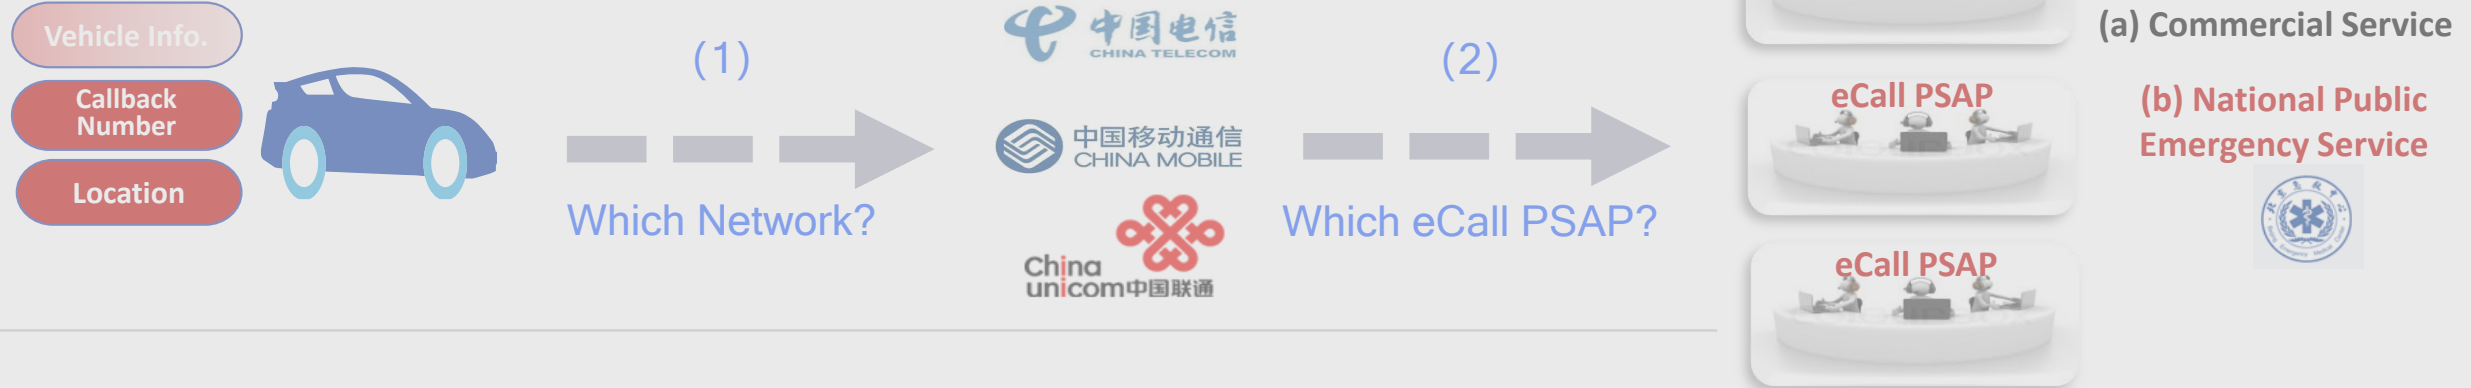 Vehicle Info.
Callback
Number
Location
(1)
Which Network?
中国电信
CHINA TELECOM
中国移动通信
CHINA MOBILE
China
unicom中国联通
(2)
Which eCall PSAP?
eCall PSAP
eCall PSAP
(a) Commercial Service
(b) National Public
Emergency Service